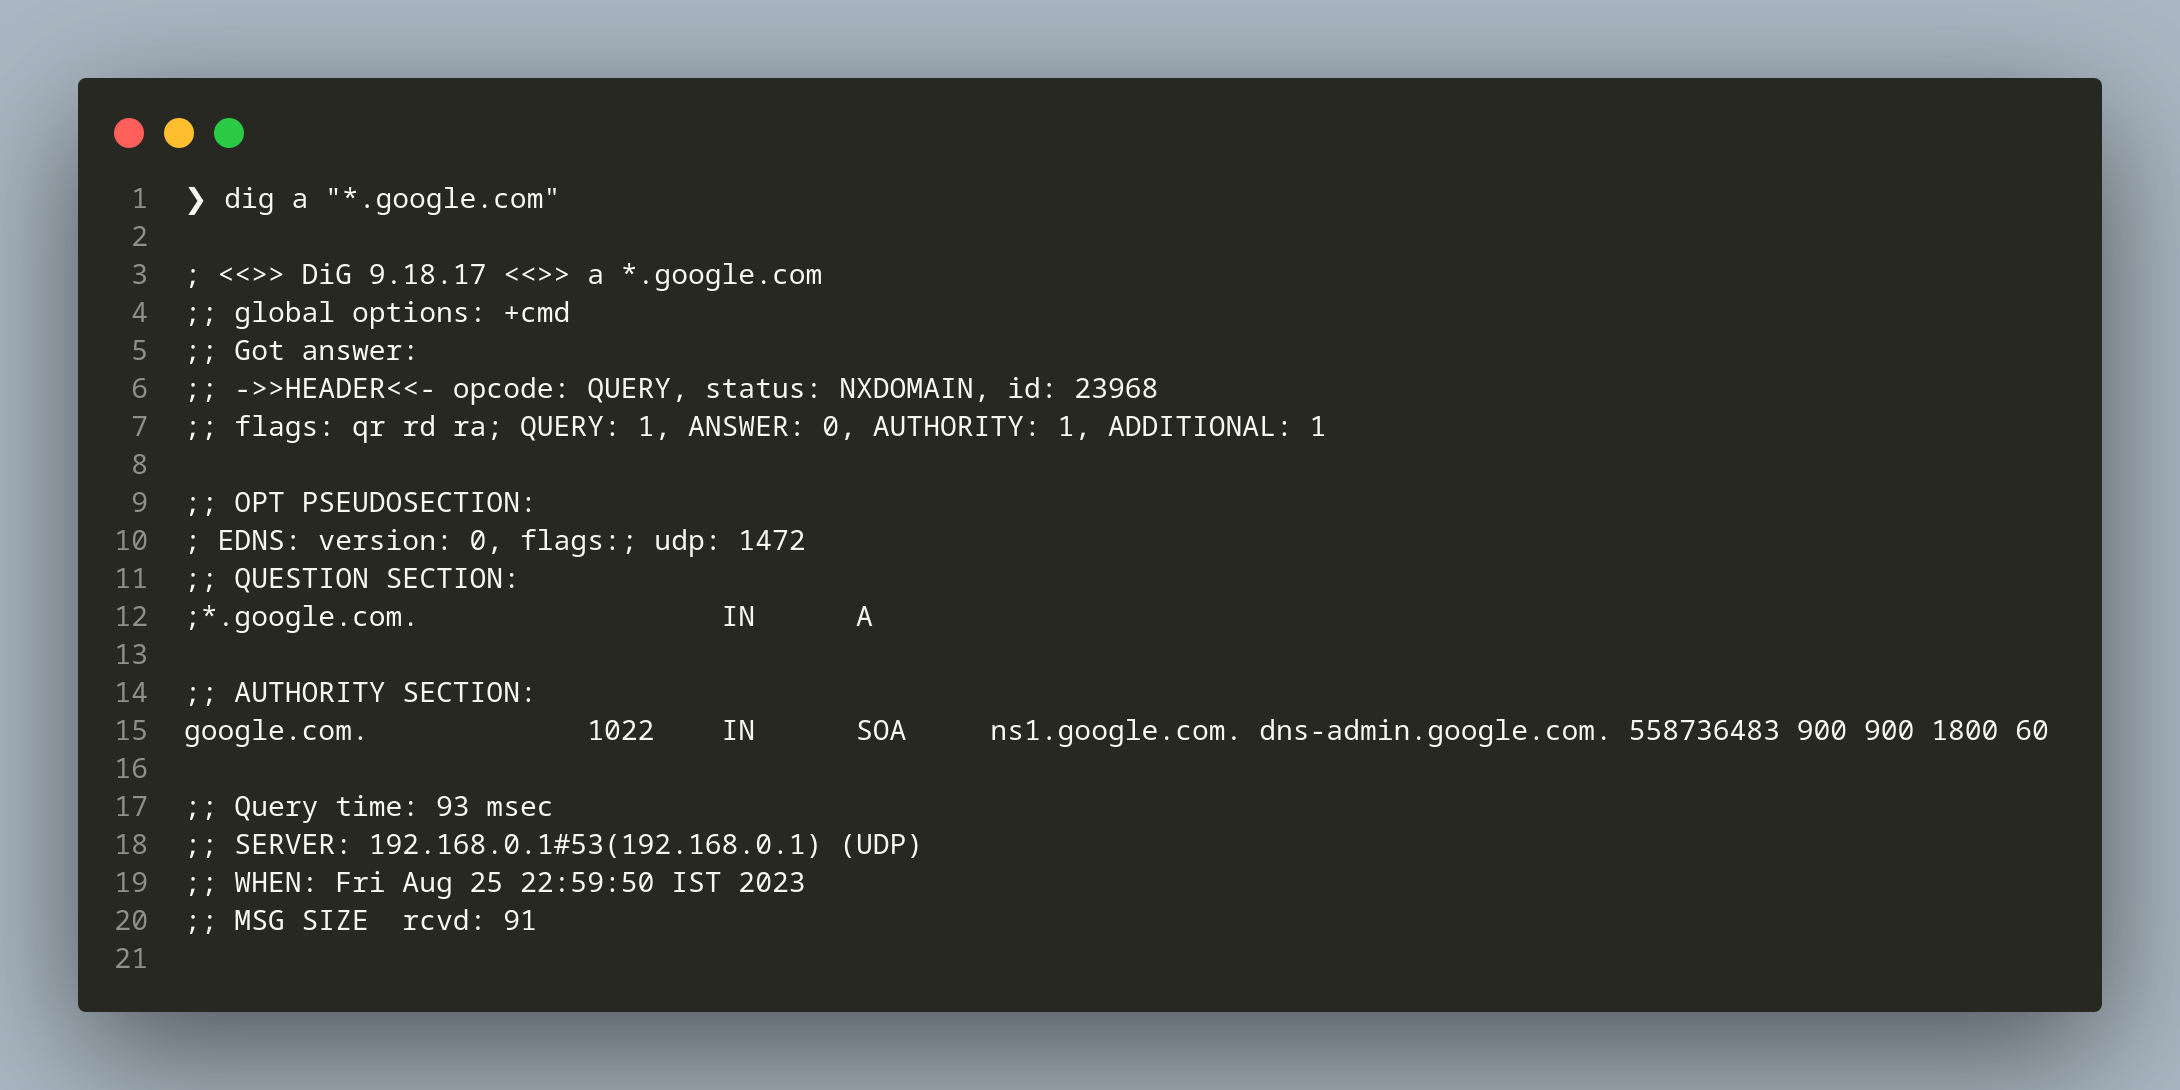 1 ❯ dig a "*.google.com"
2
3 ; <<>> DiG 9.18.17 <<>> a *.google.com
4 ;; global options: +cmd
5 ;; Got answer:
6 ;; ->>HEADER<<- opcode: QUERY, status: NXDOMAIN, id: 23968
7 ;; flags: qr rd ra; QUERY: 1, ANSWER: 0, AUTHORITY: 1, ADDITIONAL: 1
8
9 ;; OPT PSEUDOSECTION:
10 ; EDNS: version: 0, flags:; udp: 1472
11 ;; QUESTION SECTION:
12 ;*.google.com.                  IN      A
13
14 ;; AUTHORITY SECTION:
15 google.com.             1022    IN      SOA     ns1.google.com. dns-admin.google.com. 558736483 900 900 1800 60
16
17 ;; Query time: 93 msec
18 ;; SERVER: 192.168.0.1#53(192.168.0.1) (UDP)
19 ;; WHEN: Fri Aug 25 22:59:50 IST 2023
20 ;; MSG SIZE  rcvd: 91
21